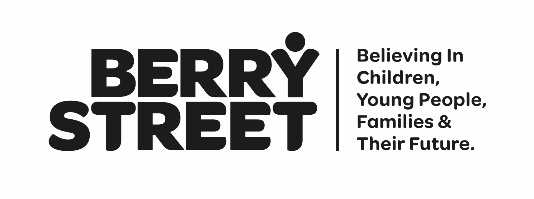 BERRY
STREET
Believing In
Children,
Young People,
Families &
Their Future.